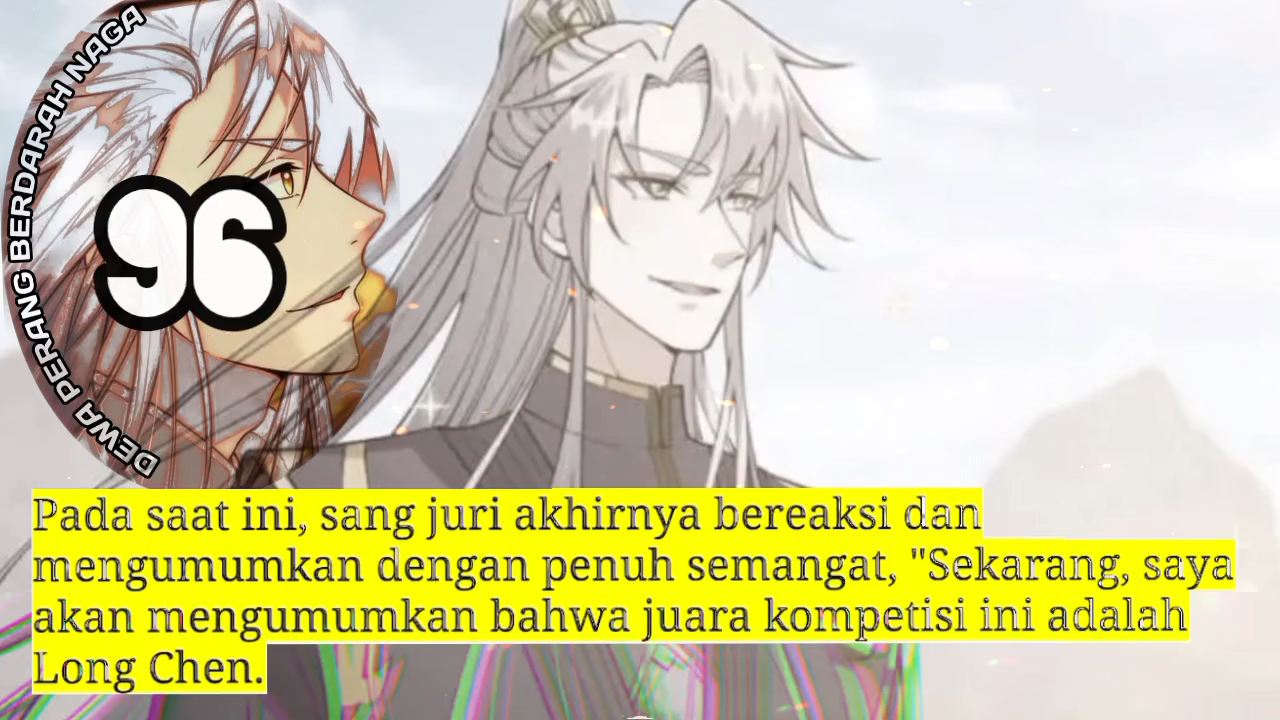 DEWA PERANG BERDARAH NAGA
96
Pada saat ini, sang juri akhirnya bereaksi dan
mengumumkan dengan penuh semangat, "Sekarang, saya
akan mengumumkan bahwa juara kompetisi ini adalah
Long Chen.